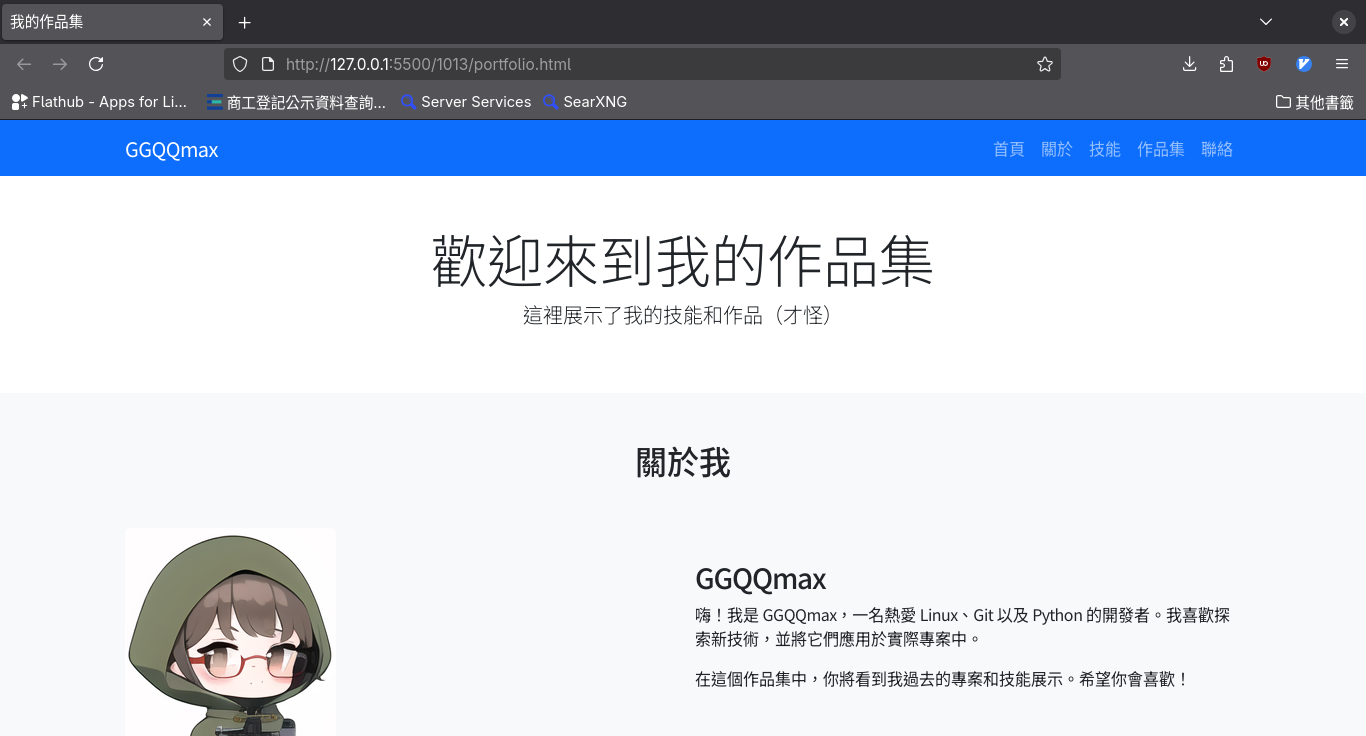 我的作品集
http://127.0.0.1:5500/1013/portfolio.html
Flathub - Apps for Li...
商工登記公示資料查詢...
Server Services
SearXNG
其他書籤
GGQQmax
首頁
關於
技能
作品集
聯絡
歡迎來到我的作品集
這裡展示了我的技能和作品（才怪）
關於我
GGQQmax
嗨！我是 GGQQmax，一名熱愛 Linux、Git 以及 Python 的開發者。我喜歡探
索新技術，並將它們應用於實際專案中。
在這個作品集中，你將看到我過去的專案和技能展示。希望你會喜歡！